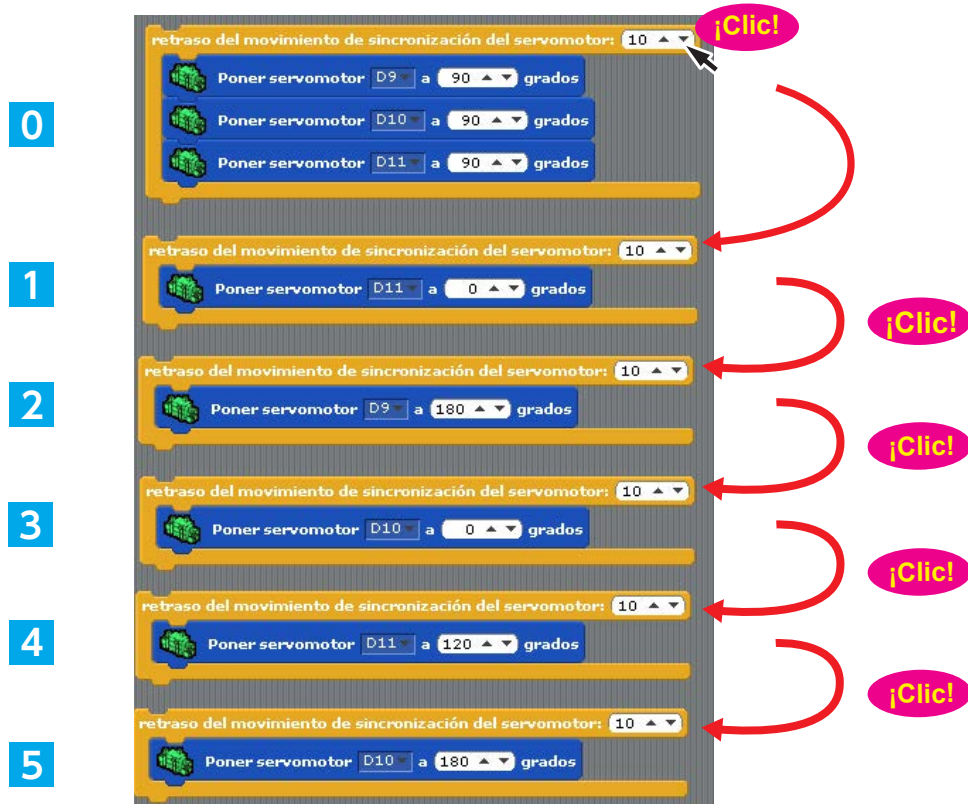 retraso del movimiento de sincronización del servomotor: 10
¡Clic!
0
Poner servomotor D9 a 90 grados
Poner servomotor D10 a 90 grados
Poner servomotor D11 a 90 grados
1
retraso del movimiento de sincronización del servomotor: 10
Poner servomotor D11 a 0 grados
¡Clic!
2
retraso del movimiento de sincronización del servomotor: 10
Poner servomotor D9 a 180 grados
¡Clic!
3
retraso del movimiento de sincronización del servomotor: 10
Poner servomotor D10 a 0 grados
¡Clic!
4
retraso del movimiento de sincronización del servomotor: 10
Poner servomotor D11 a 120 grados
¡Clic!
5
retraso del movimiento de sincronización del servomotor: 10
Poner servomotor D10 a 180 grados